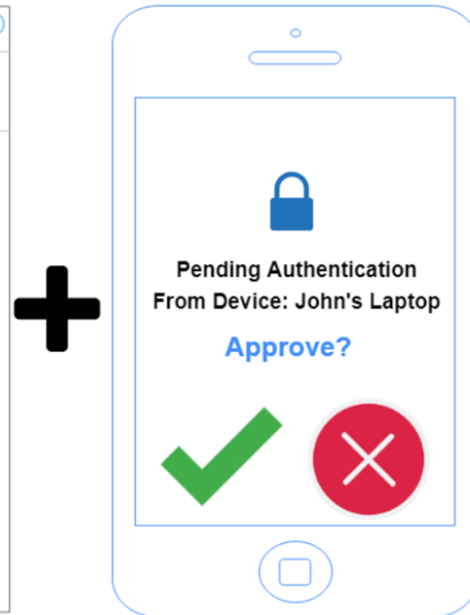 Pending Authentication
From Device: John's Laptop
Approve?